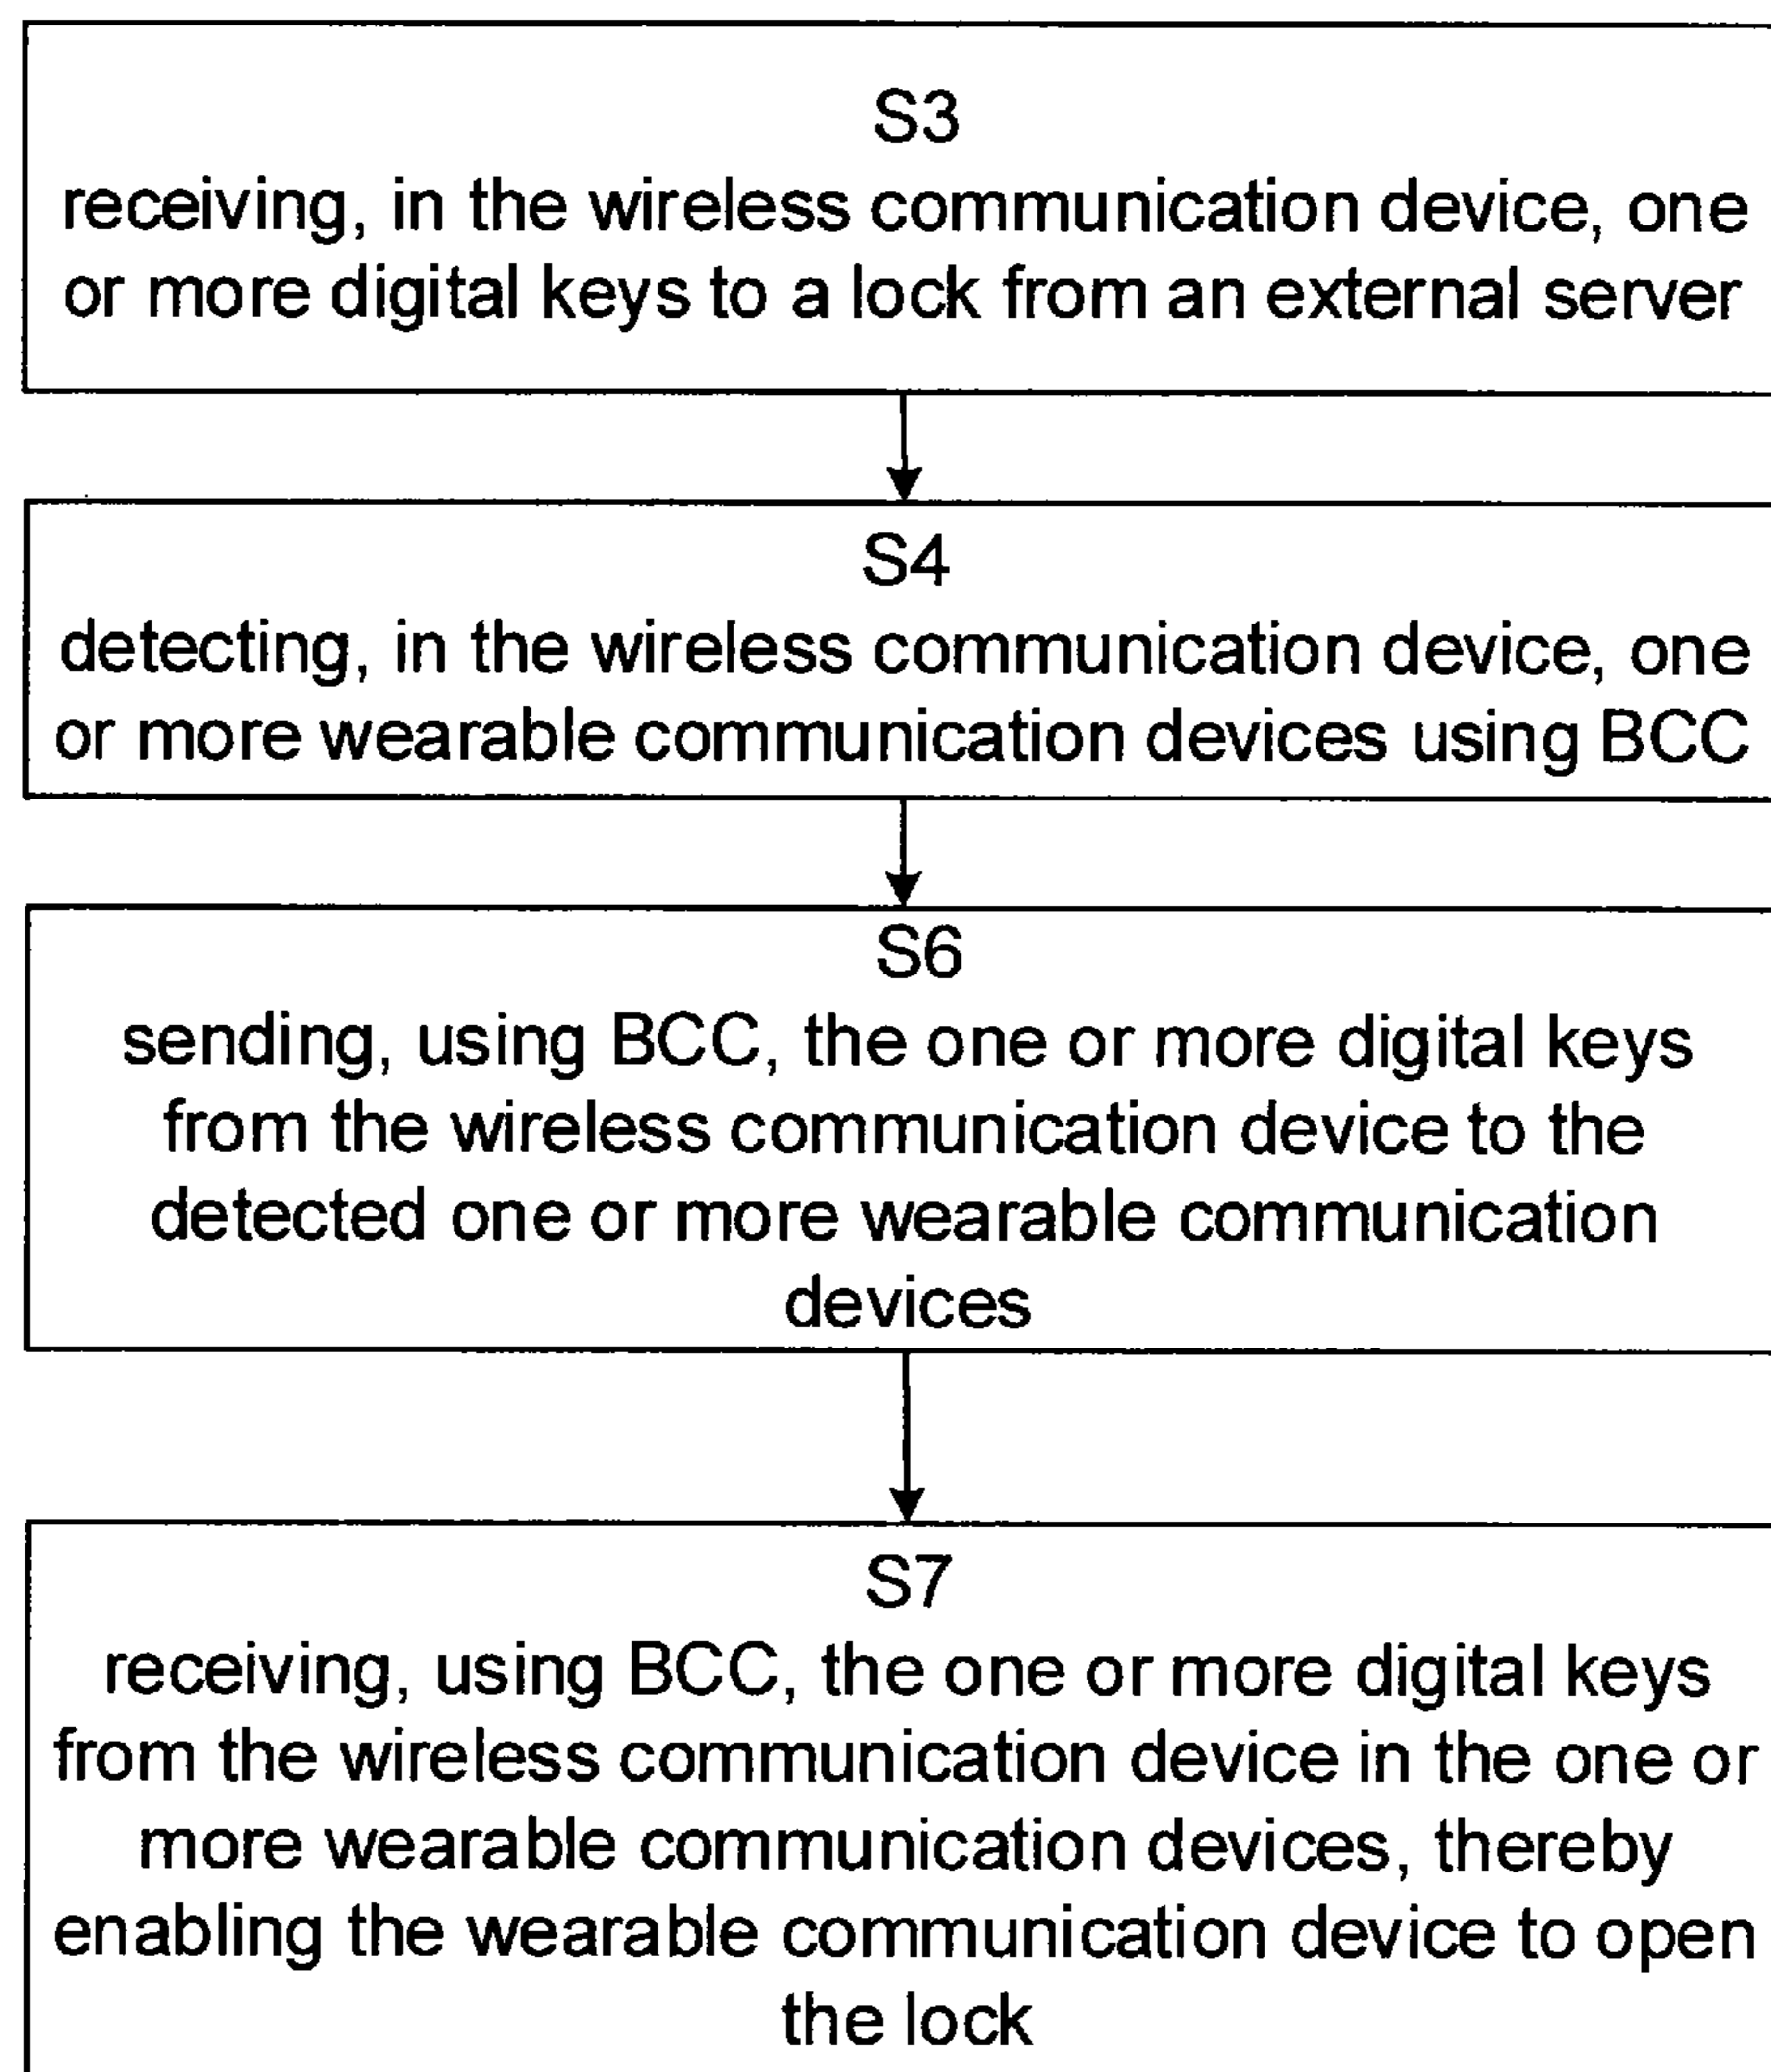 S3
receiving, in the wireless communication device, one
or more digital keys to a lock from an external server
S4
detecting, in the wireless communication device, one
or more wearable communication devices using BCC
S6
sending, using BCC, the one or more digital keys
from the wireless communication device to the
detected one or more wearable communication
devices
S7
receiving, using BCC, the one or more digital keys
from the wireless communication device in the one or
more wearable communication devices, thereby
enabling the wearable communication device to open
the lock